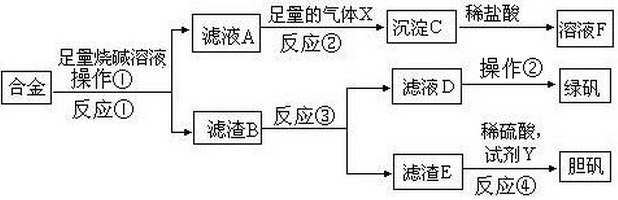 合金
足量烧碱溶液
操作①
反应①
滤液A
足量的气体X
反应②
沉淀C
稀盐酸
溶液F
滤渣B
反应③
滤液D
操作②
绿矾
滤渣E
稀硫酸，
试剂Y
反应④
胆矾